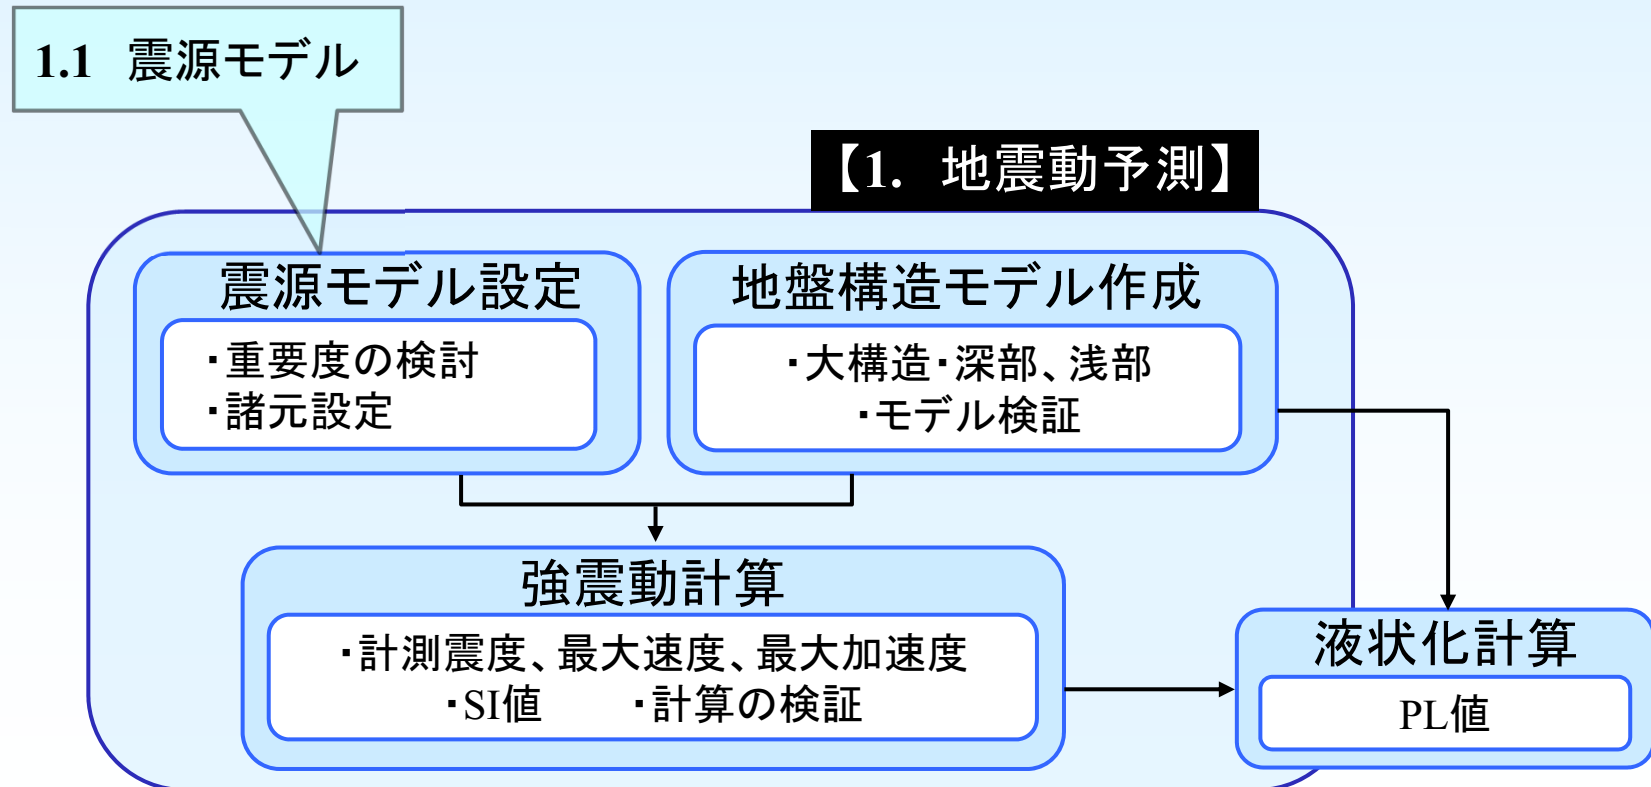 1.1 震源モデル
【1. 地震動予測】
震源モデル設定
・重要度の検討
・諸元設定
地盤構造モデル作成
・大構造・深部、浅部
・モデル検証
強震動計算
・計測震度、最大速度、最大加速度
・SI値 ・計算の検証
液状化計算
PL値